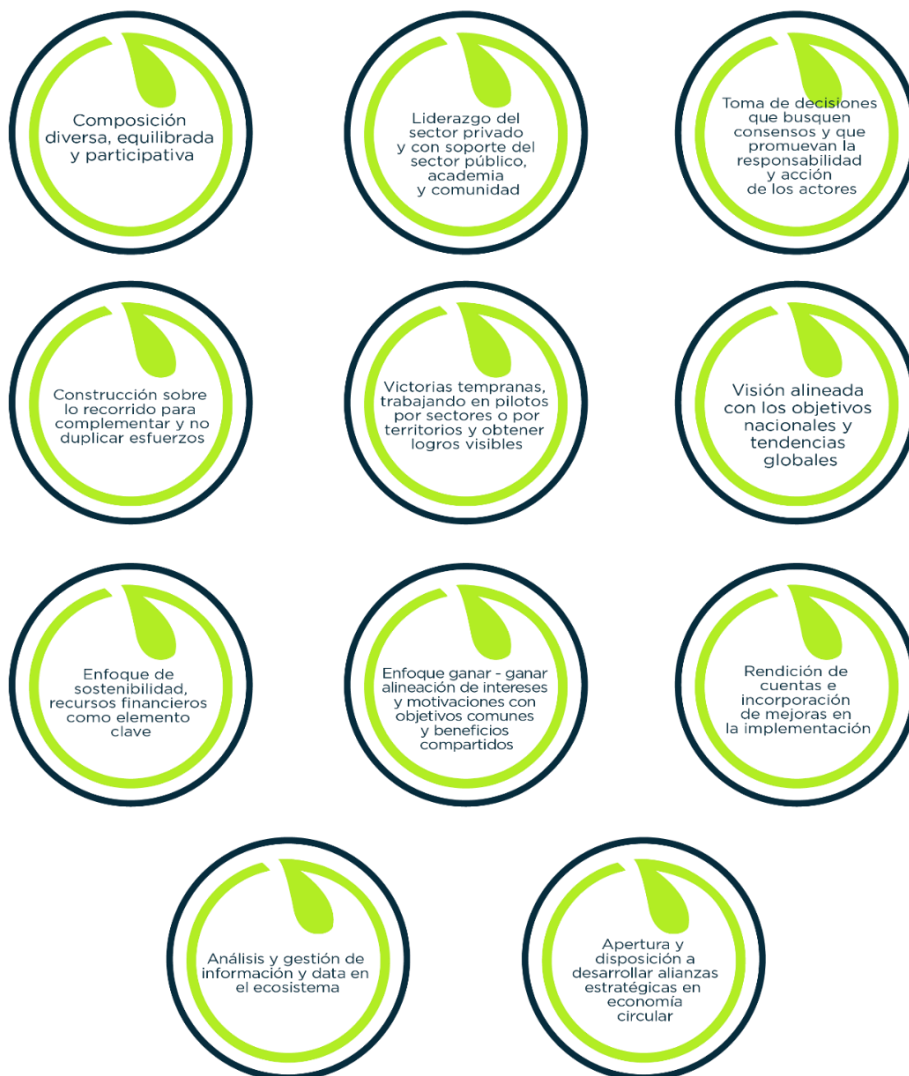 Composición
diversa, equilibrada
y participativa
Liderazgo del
sector privado
y con soporte del
sector público,
academia
y comunidad
Toma de decisiones
que busquen
consensos y que
promuevan la
responsabilidad
y acción
de los actores
Construcción sobre
lo recorrido para
complementar y no
duplicar esfuerzos
Victorias tempranas,
trabajando en pilotos
por sectores o por
territorios y obtener
logros visibles
Visión alineada
con los objetivos
nacionales y
tendencias
globales
Enfoque de
sostenibilidad,
recursos financieros
como elemento
clave
Enfoque ganar - ganar
alineación de intereses
y motivaciones con
objetivos comunes
y beneficios
compartidos
Rendición de
cuentas e
incorporación
de mejoras en
la implementación
Análisis y gestión de
información y data en
el ecosistema
Apertura y
disposición a
desarrollar alianzas
estratégicas en
economía
circular